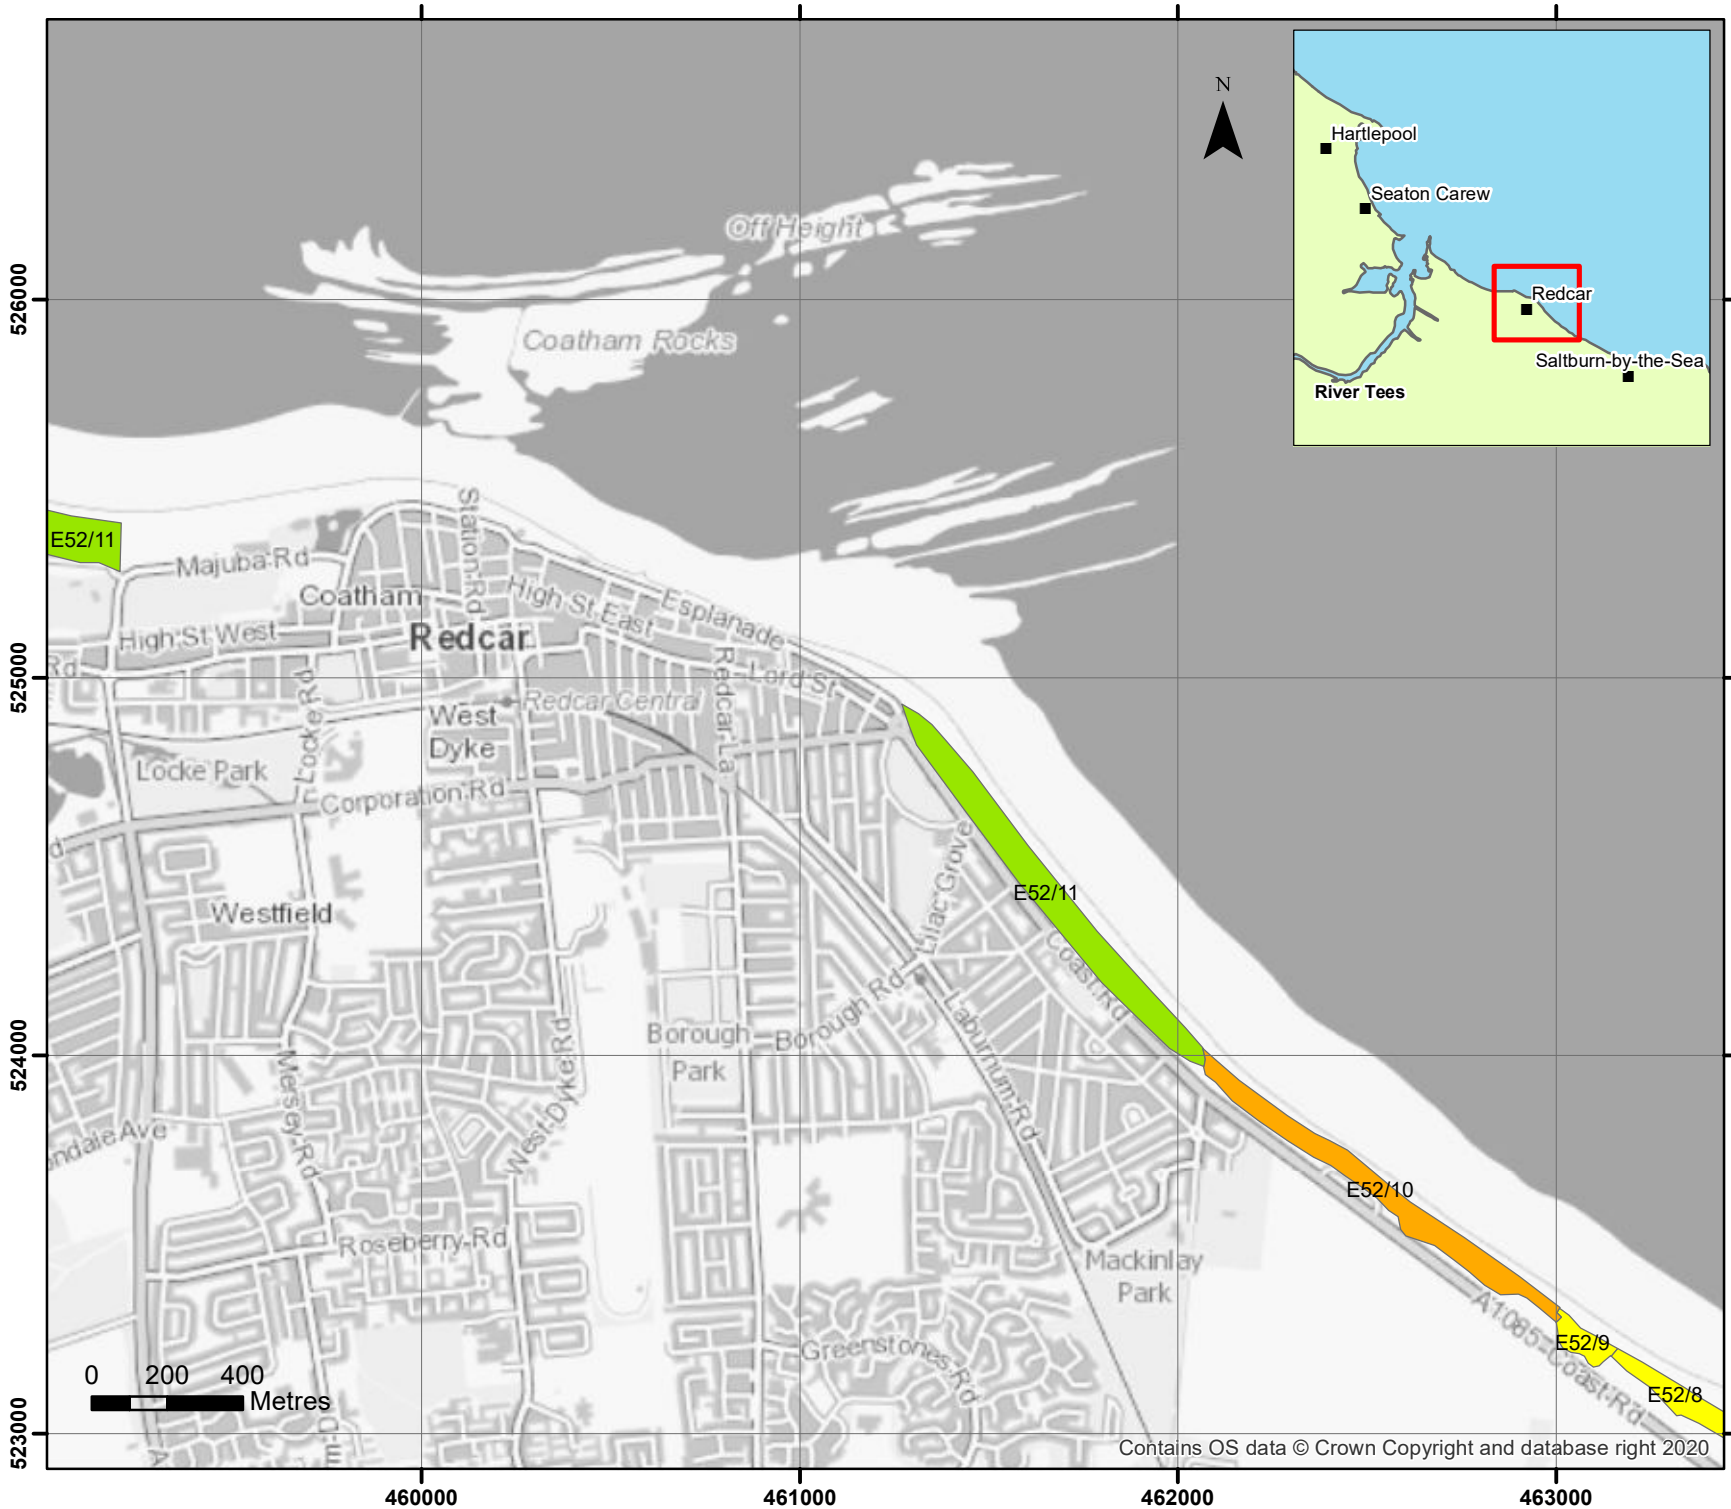 N
Hartlepool
Seaton Carew
Redcar
Saltburn-by-the-Sea
River Tees
Off Height
Coatham Rocks
526000
525000
524000
523000
E52/11
Majuba Rd
Station Rd
Coatham
High St East
Esplanade
High St West
Redcar
Rd
Lord St
Redcar La
Redcar Central
West
Dyke
Locke Rd
Locke Park
Corporation Rd
d
Lilac Grove
E52/11
Westfield
Coast Rd
Borough
Park
Borough Rd
Laburnum Rd
West Dyke Rd
Mersey Rd
ondale Ave
E52/10
Roseberry Rd
Mackinlay
Park
A1085 Coast Rd
E52/9
Greenstones Rd
E52/8
0 200 400
Metres
Contains OS data © Crown Copyright and database right 2020
460000 461000 462000 463000